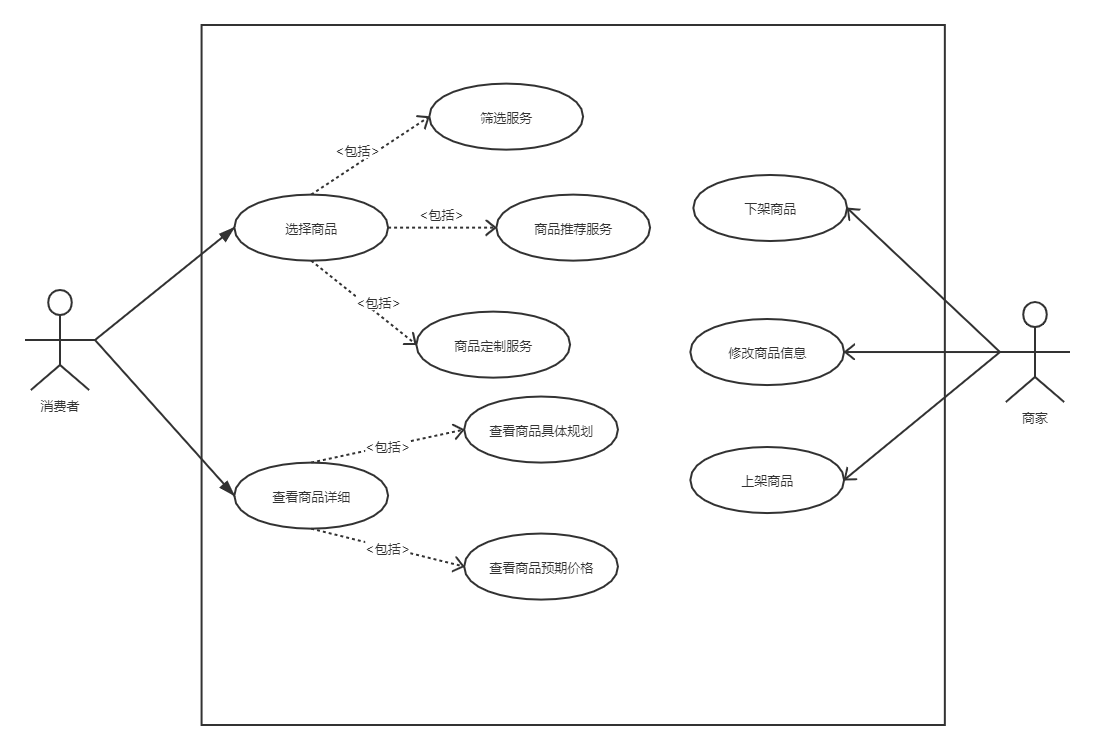 筛选服务
<包括>
下架商品
<包括>
选择商品
商品推荐服务
<包括>
商品定制服务
修改商品信息
消费者
商家
查看商品具体规划
<包括>
上架商品
查看商品详细
<包括>
查看商品预期价格